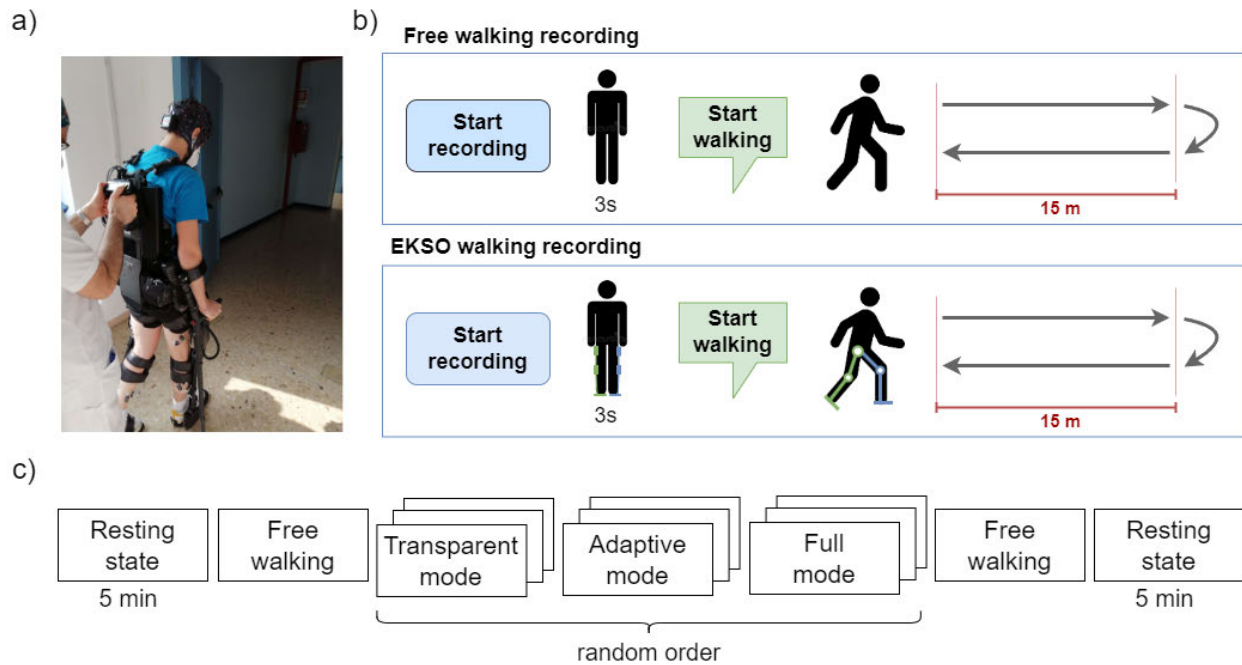 a)
b)
Free walking recording
Start
recording
3s
Start
walking
15 m
EKSO walking recording
Start
recording
3s
Start
walking
15 m
c)
Resting
state
5 min
Free
walking
Transparent
mode
Adaptive
mode
Full
mode
random order
Free
walking
Resting
state
5 min